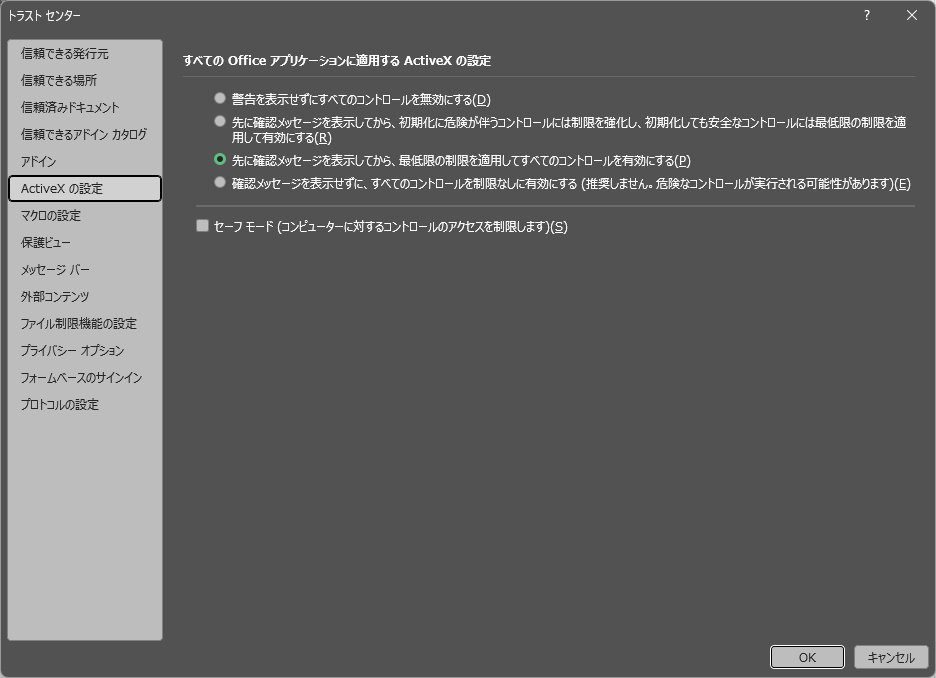 トラスト センター
?
信頼できる発行元
信頼できる場所
信頼済みドキュメント
信頼できるアドイン カタログ
アドイン
ActiveX の設定
マクロの設定
保護ビュー
メッセージ バー
外部コンテンツ
ファイル制限機能の設定
プライバシー オプション
フォームベースのサインイン
プロトコルの設定
すべての Office アプリケーションに適用する ActiveX の設定
警告を表示せずにすべてのコントロールを無効にする(D)
先に確認メッセージを表示してから、初期化に危険が伴うコントロールには制限を強化し、初期化しても安全なコントロールには最低限の制限を適
用して有効にする(R)
先に確認メッセージを表示してから、最低限の制限を適用してすべてのコントロールを有効にする(P)
確認メッセージを表示せずに、すべてのコントロールを制限なしに有効にする (推奨しません。危険なコントロールが実行される可能性があります)(E)
セーフ モード (コンピューターに対するコントロールのアクセスを制限します)(S)
OK
キャンセル